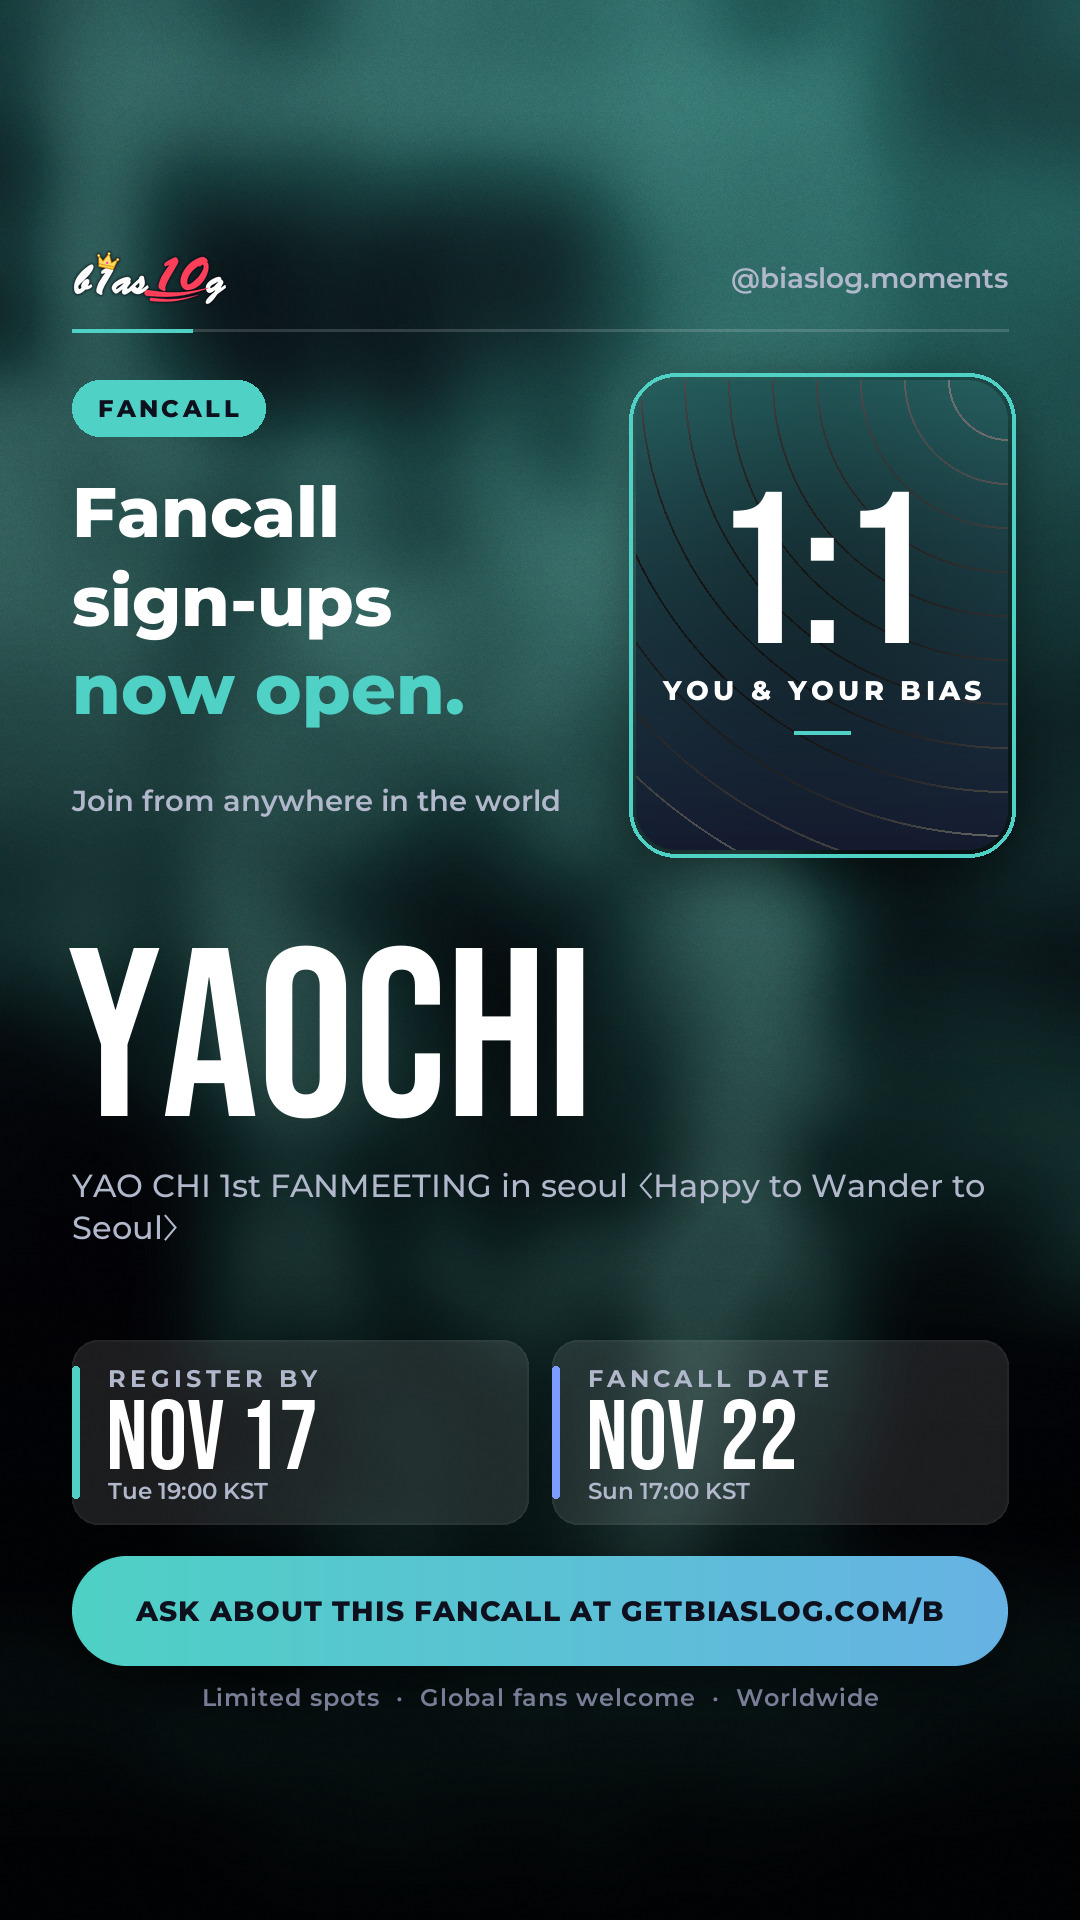 b1as10g
@biaslog.moments
FANCALL
Fancall
sign-ups
now open.
Join from anywhere in the world
1:1
YOU & YOUR BIAS
YAOCHI
YAO CHI 1st FANMEETING in seoul 〈Happy to Wander to
Seoul〉
REGISTER BY
NOV 17
Tue 19:00 KST
FANCALL DATE
NOV 22
Sun 17:00 KST
ASK ABOUT THIS FANCALL AT GETBIASLOG.COM/B
Limited spots · Global fans welcome · Worldwide